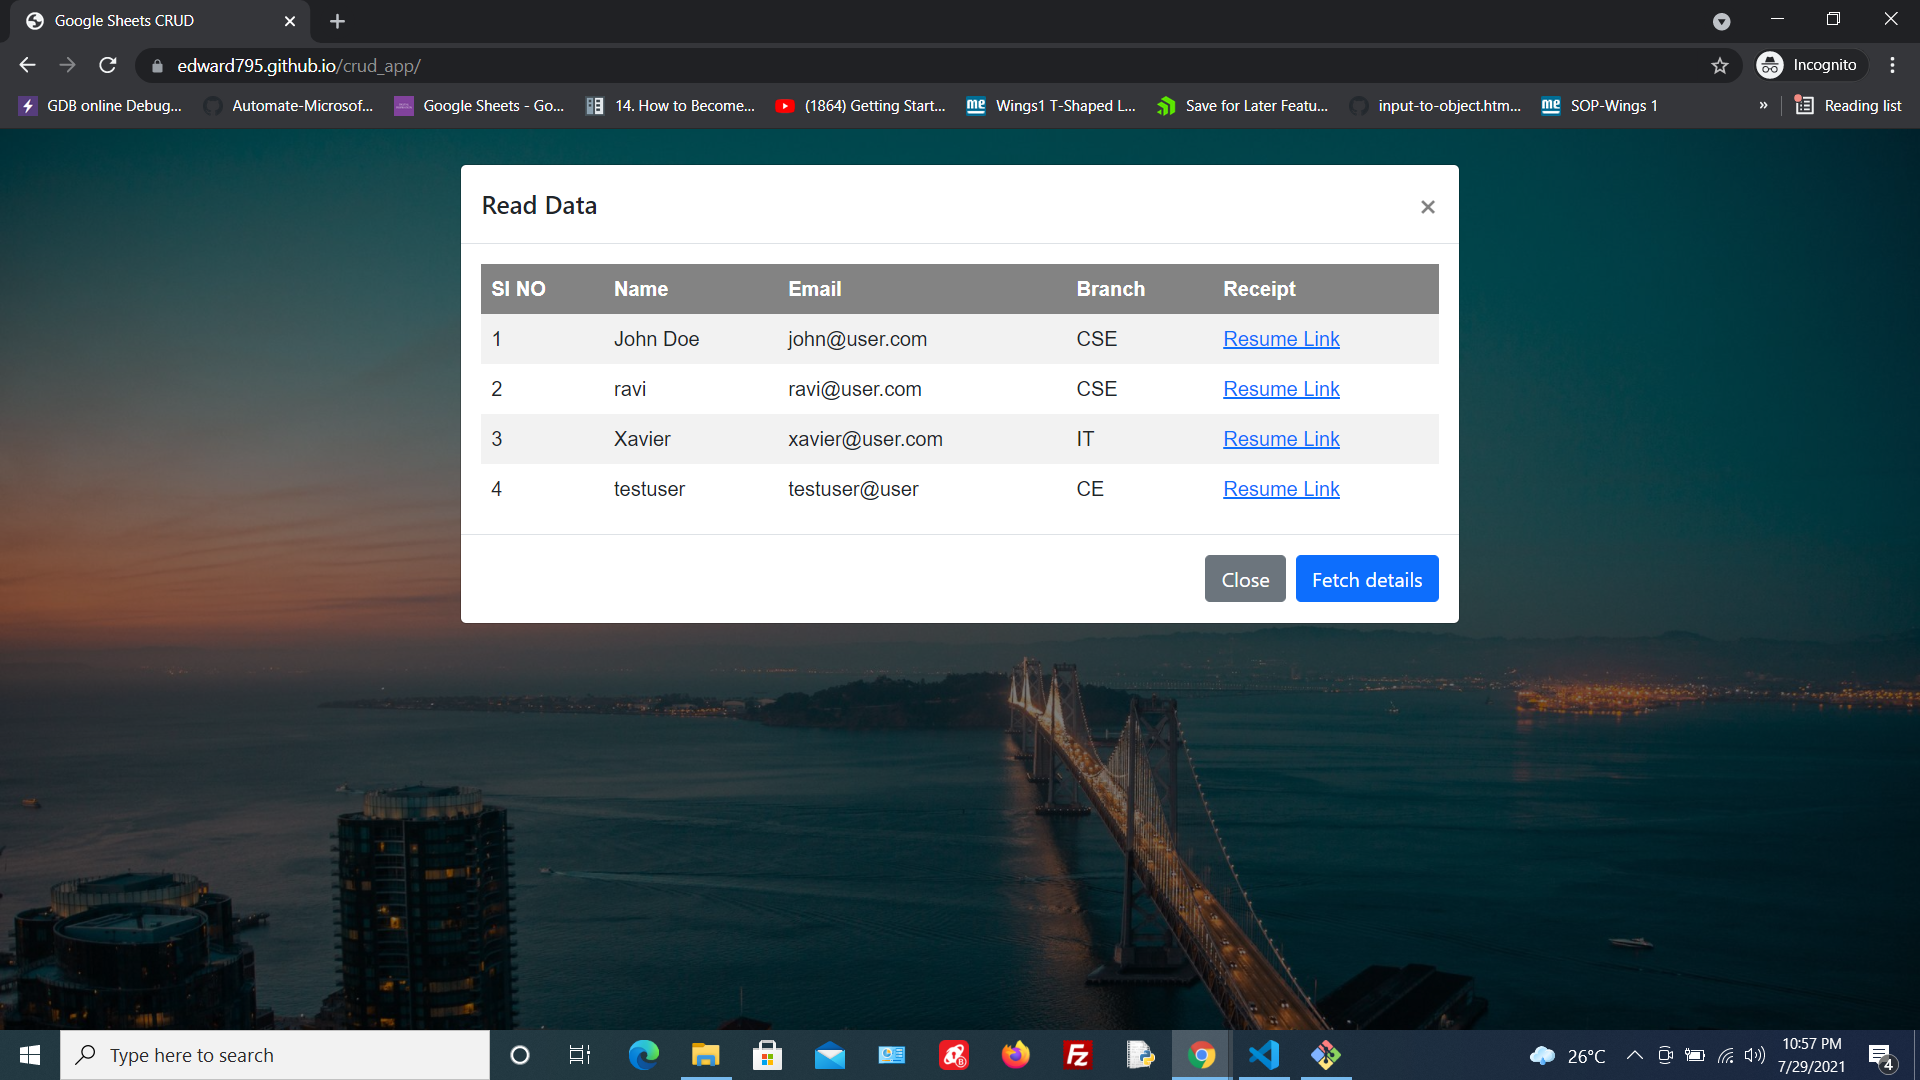 Google Sheets CRUD
edward795.github.io/crud_app/
Incognito
GDB online Debug... Automate-Microsof... Google Sheets - Go... 14. How to Become... (1864) Getting Start... Wings1 T-Shaped L... Save for Later Featu... input-to-object.htm... SOP-Wings 1 » Reading list
Read Data
Sl NO Name Email Branch Receipt
1 John Doe john@user.com CSE Resume Link
2 ravi ravi@user.com CSE Resume Link
3 Xavier xavier@user.com IT Resume Link
4 testuser testuser@user CE Resume Link
Close Fetch details
Type here to search
26°C
10:57 PM
7/29/2021
4